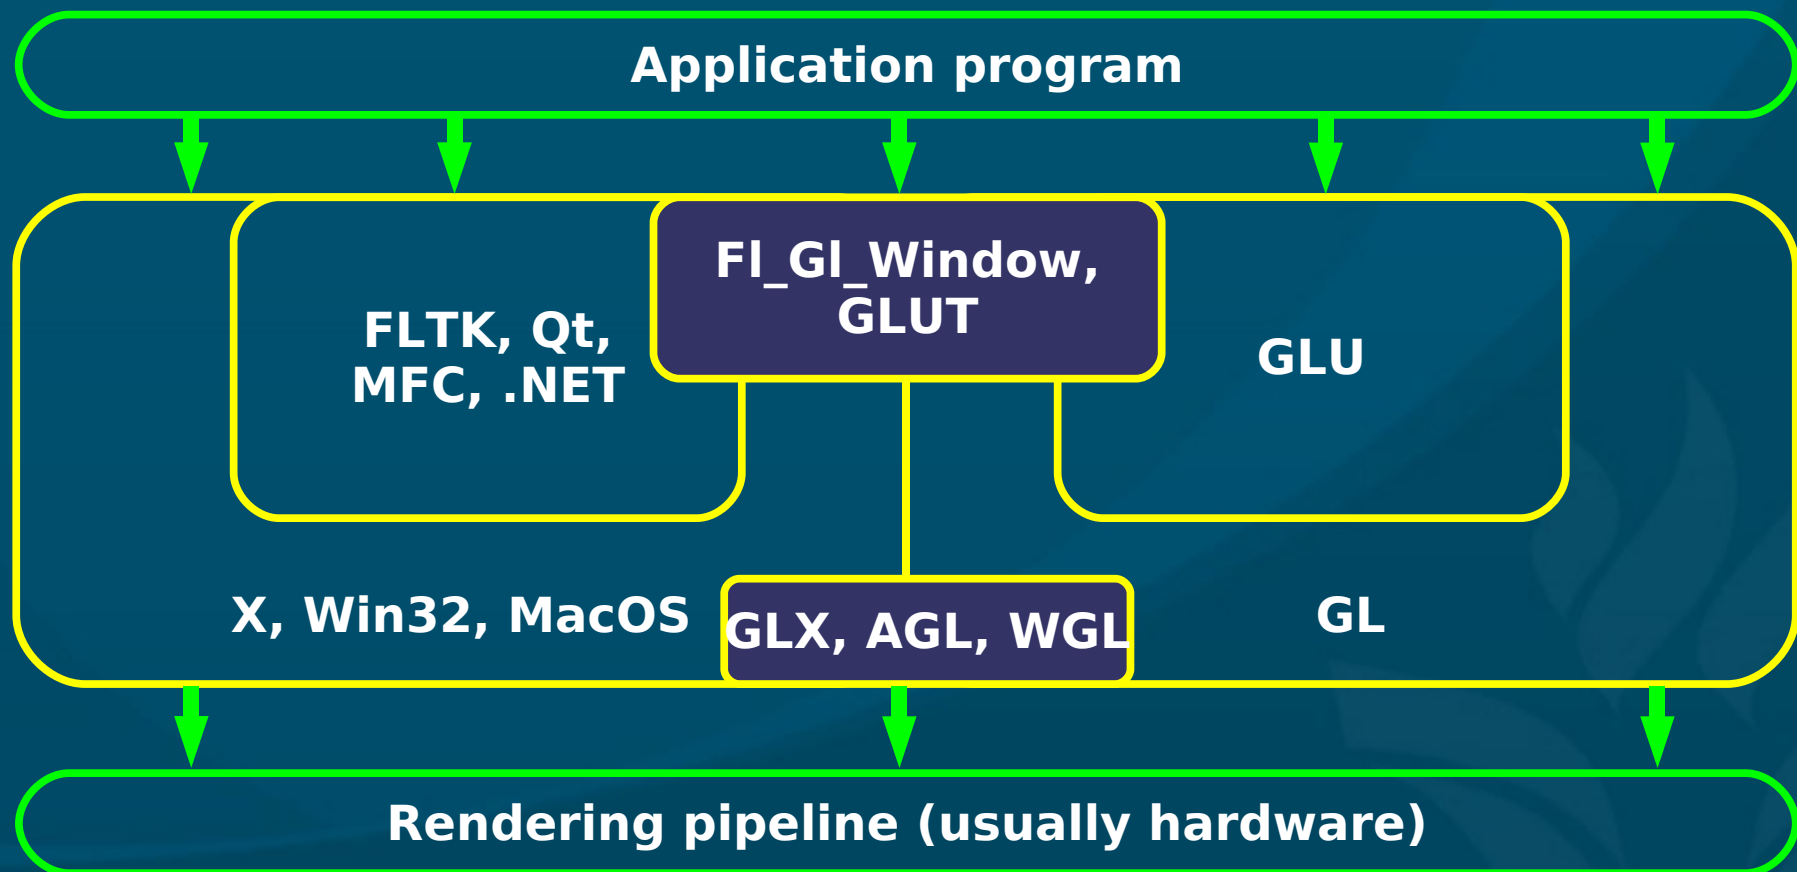 Application program
Fl_Gl_Window,
GLUT
FLTK, Qt,
MFC, .NET
GLU
X, Win32, MacOS
GLX, AGL, WGL
GL
Rendering pipeline (usually hardware)